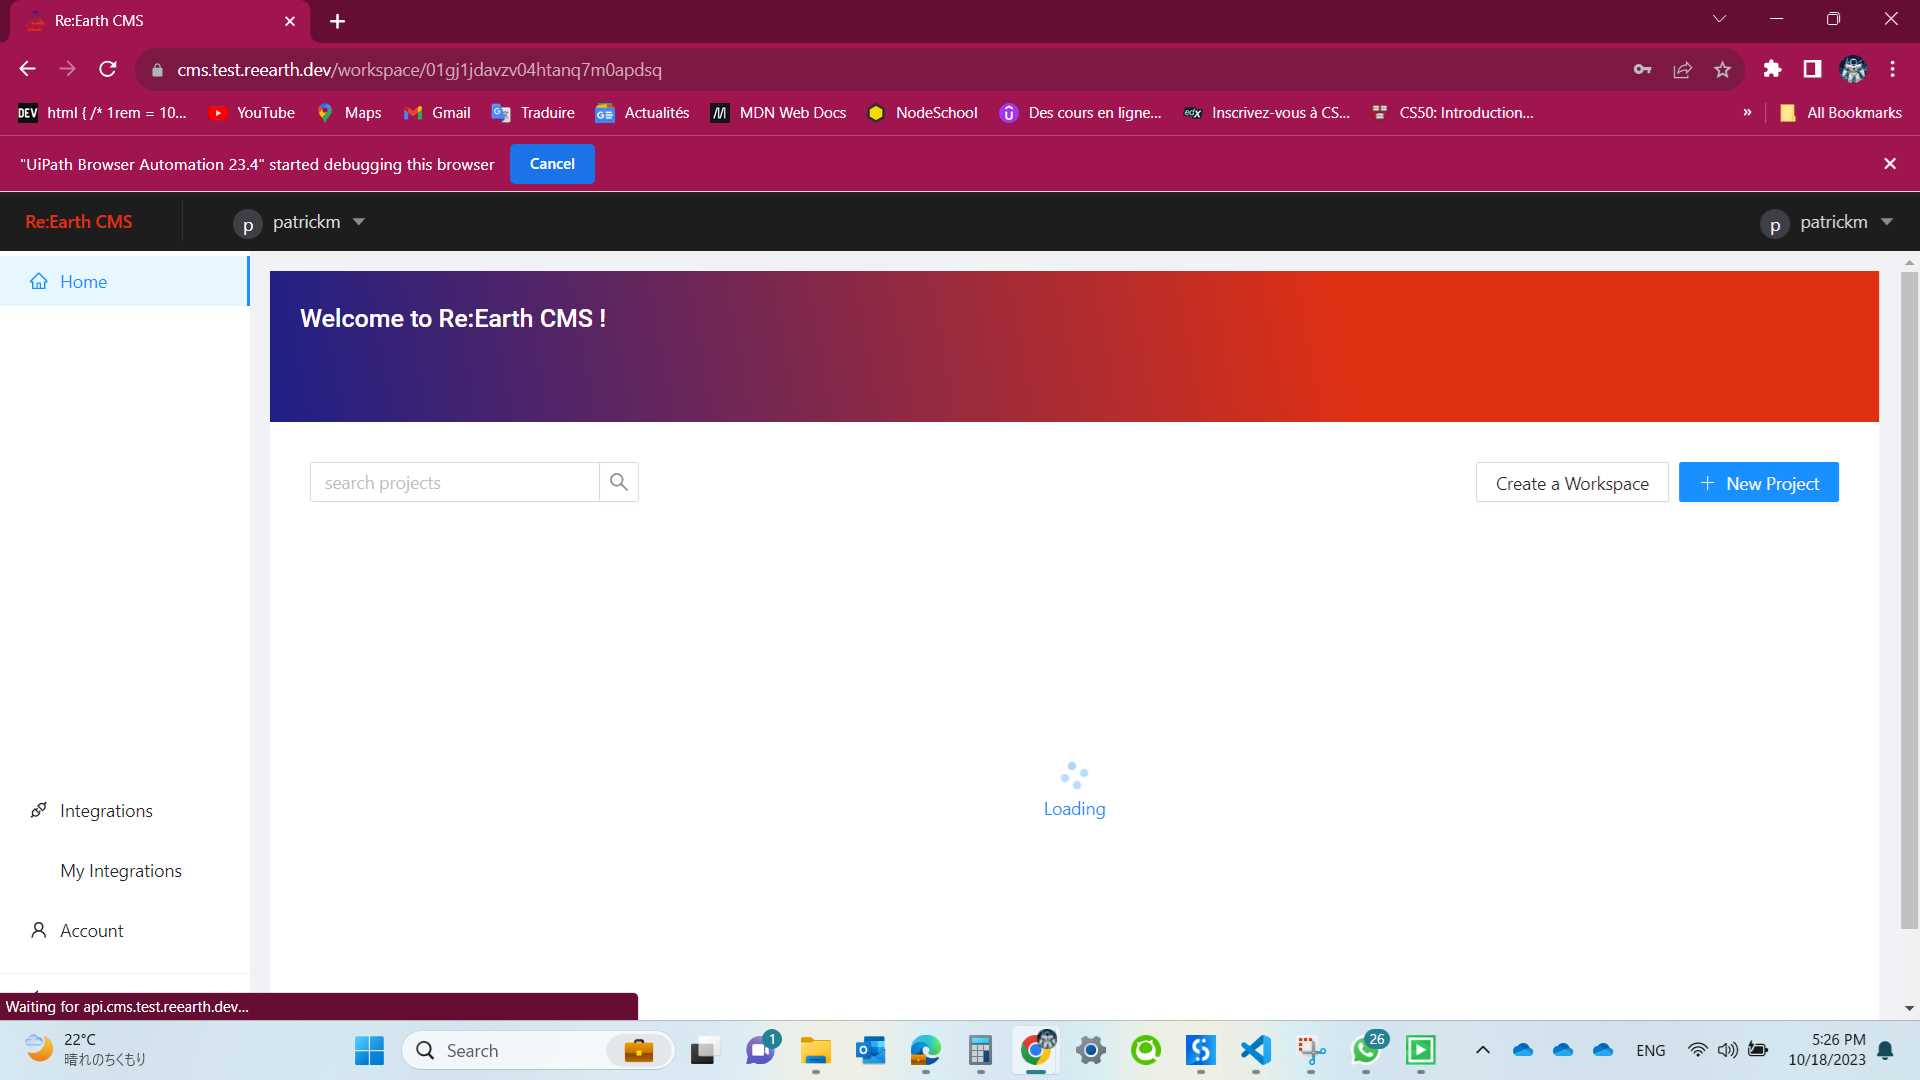 Re:Earth CMS
cms.test.reearth.dev/workspace/01gj1jdavzv04htanq7m0apdsq
DEV html { /* 1rem = 10... YouTube Maps Gmail Traduire Actualités MDN Web Docs NodeSchool Des cours en ligne... edX Inscrivez-vous à CS... CS50: Introduction... » All Bookmarks
"UiPath Browser Automation 23.4" started debugging this browser Cancel
Re:Earth CMS p patrickm p patrickm
Home
Welcome to Re:Earth CMS !
search projects Create a Workspace + New Project
Loading
Integrations
My Integrations
Account
Waiting for api.cms.test.reearth.dev...
22°C
晴れのちくもり
Search
1
26
ENG
5:26 PM
10/18/2023